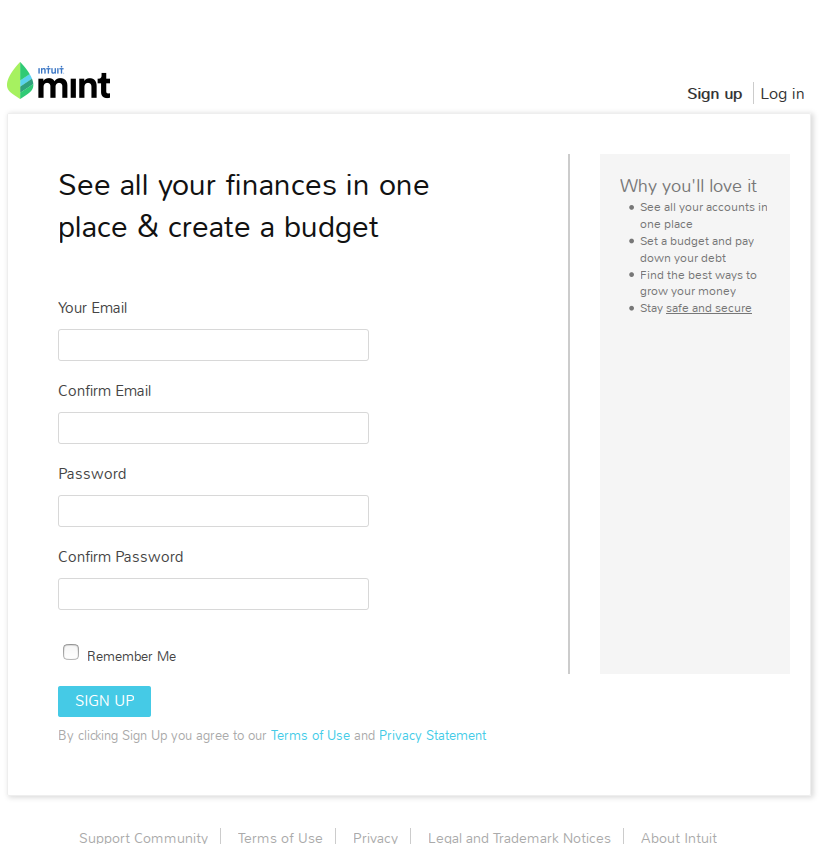 intuit
mint
Sign up
Log in
See all your finances in one
place & create a budget
Your Email
Confirm Email
Password
Confirm Password
Remember Me
SIGN UP
By clicking Sign Up you agree to our Terms of Use and Privacy Statement
Why you'll love it
See all your accounts in
one place
Set a budget and pay
down your debt
Find the best ways to
grow your money
Stay safe and secure
Support Community
Terms of Use
Privacy
Legal and Trademark Notices
About Intuit